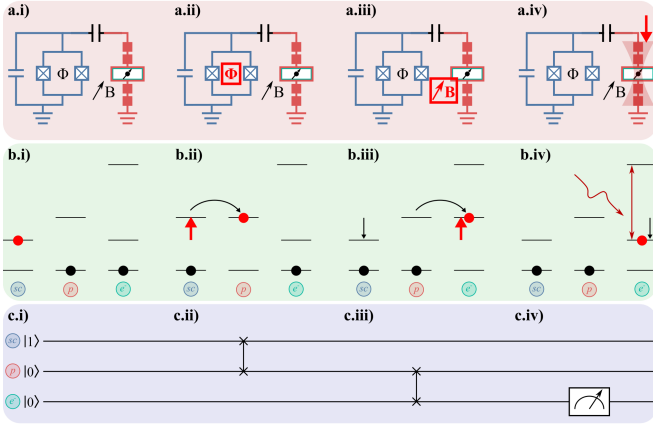 a.i) a.ii) a.iii) a.iv)
Φ Φ Φ Φ
B B B B
b.i) b.ii) b.iii) b.iv)
sc p e sc p e sc p e sc p e
c.i) c.ii) c.iii) c.iv)
sc |1⟩
p |0⟩
e |0⟩